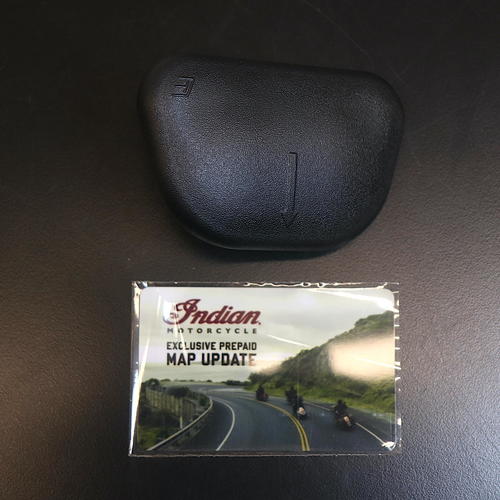 Indian
MOTORCYCLE
EXCLUSIVE PREPAID
MAP UPDATE